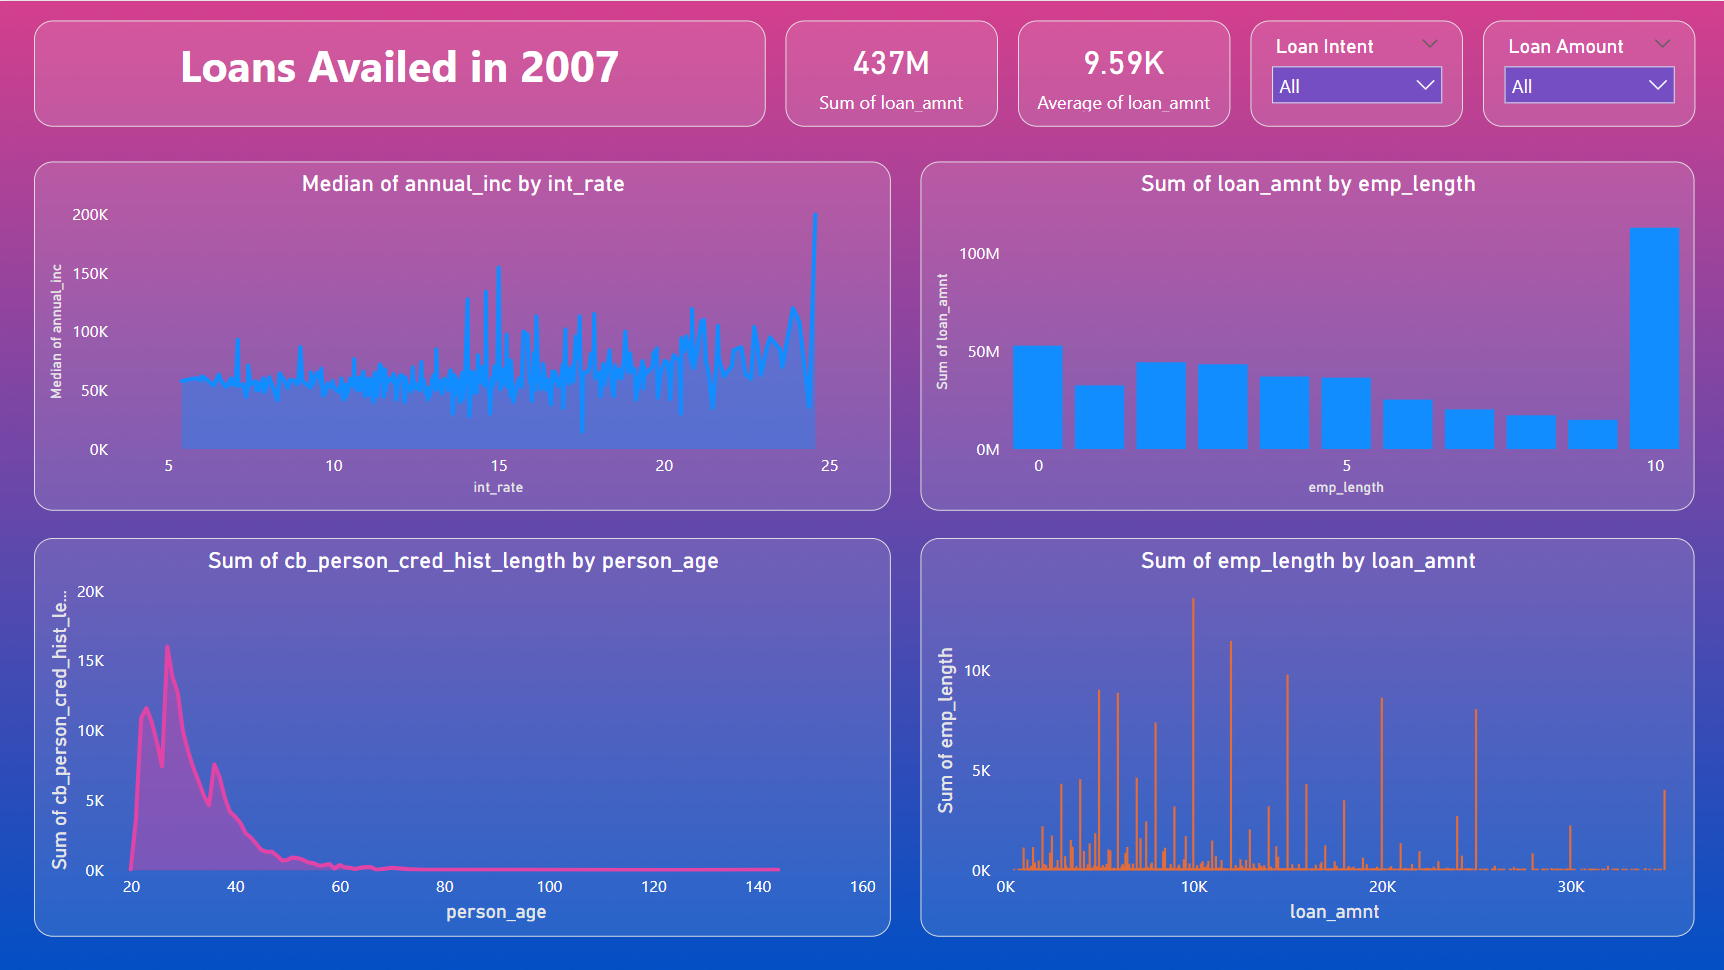 Loans Availed in 2007
437M
Sum of loan_amnt
9.59K
Average of loan_amnt
Loan Intent
All
Loan Amount
All
Median of annual_inc by int_rate
Median of annual_inc
200K
150K
100K
50K
0K
5 10 15 20 25
int_rate
Sum of loan_amnt by emp_length
Sum of loan_amnt
100M
50M
0M
0 5 10
emp_length
Sum of cb_person_cred_hist_length by person_age
Sum of cb_person_cred_hist_le...
20K
15K
10K
5K
0K
20 40 60 80 100 120 140 160
person_age
Sum of emp_length by loan_amnt
Sum of emp_length
10K
5K
0K
0K 10K 20K 30K
loan_amnt